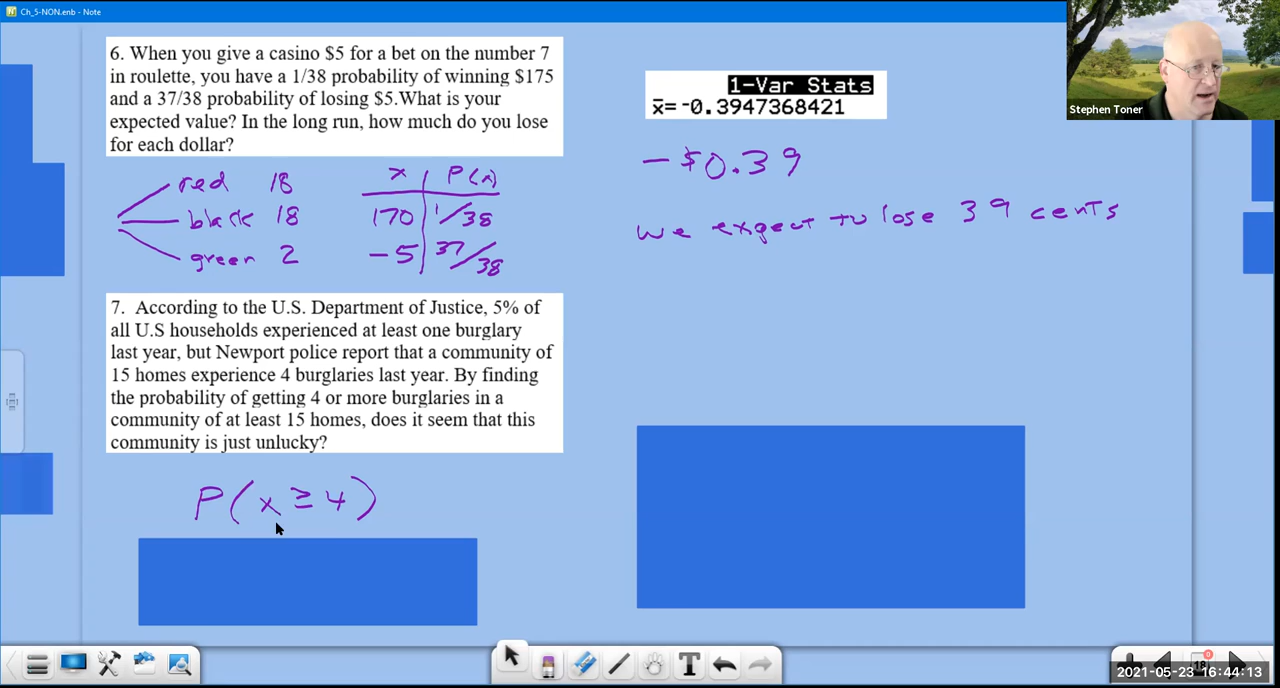 Ch_5-NON.enb - Note
6. When you give a casino $5 for a bet on the number 7
in roulette, you have a 1/38 probability of winning $175
and a 37/38 probability of losing $5.What is your
expected value? In the long run, how much do you lose
for each dollar?
red 18
black 18
green 2
x P(x)
170 1/38
-5 37/38
1-Var Stats
x̄=-0.3947368421
-$0.39
we expect to lose 39 cents
Stephen Toner
7. According to the U.S. Department of Justice, 5% of
all U.S households experienced at least one burglary
last year, but Newport police report that a community of
15 homes experience 4 burglaries last year. By finding
the probability of getting 4 or more burglaries in a
community of at least 15 homes, does it seem that this
community is just unlucky?
P(x≥4)
T
18
2021-05-23 16:44:13